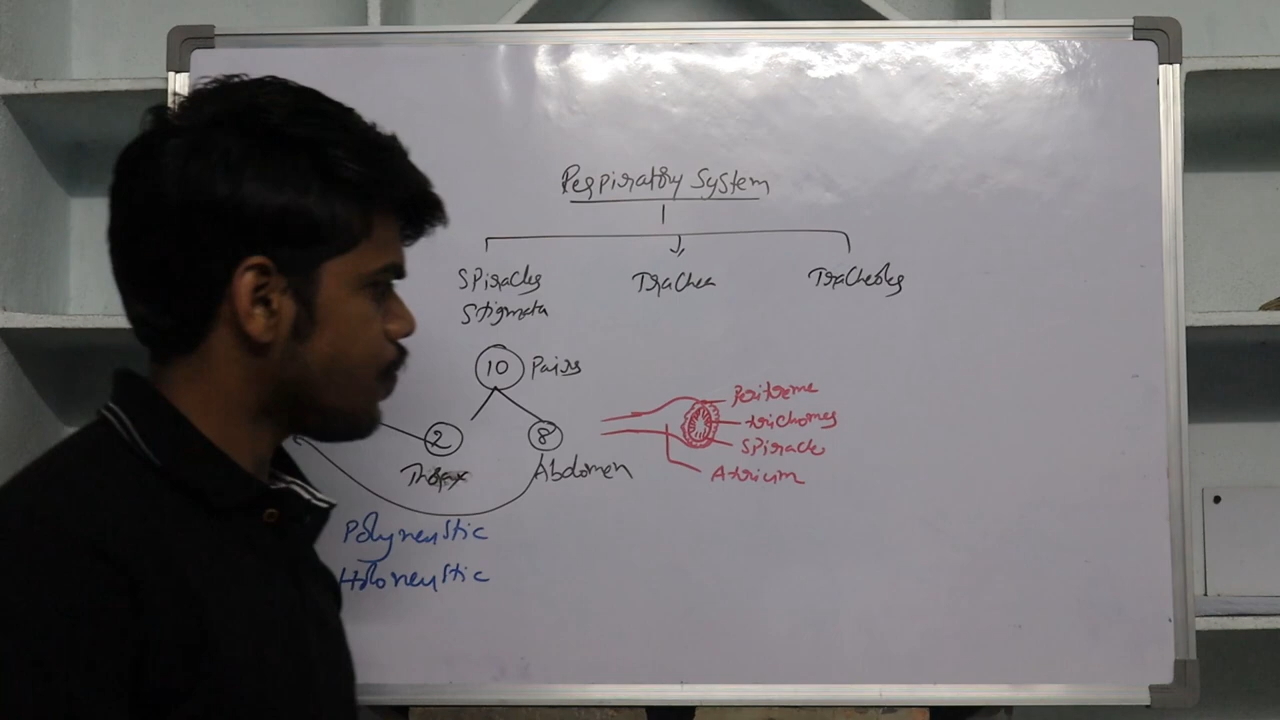 Respiratory System
Spiracles
Stigmata
Trachea
Tracheoles
10 Pairs
2
8
Thorax
Abdomen
Peritreme
trichomes
Spiracle
Atrium
Polyneustic
Holoneustic